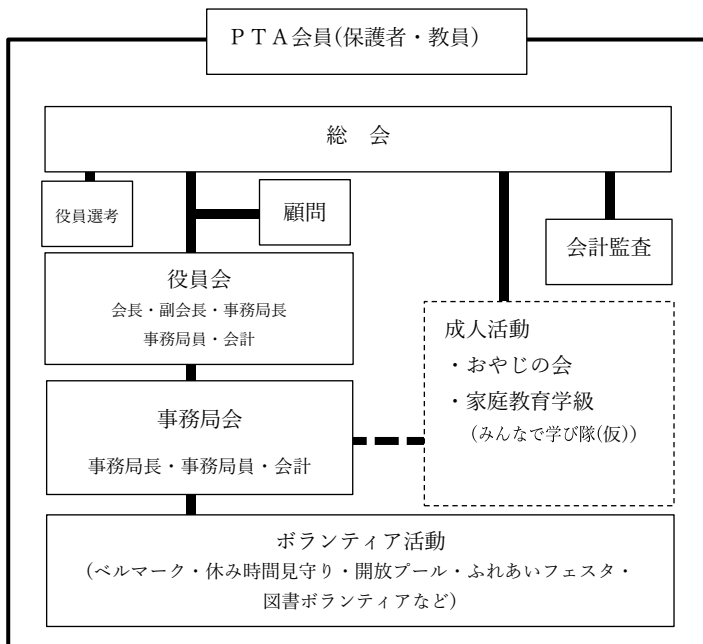 ＰＴＡ会員(保護者・教員)
総　会
役員選考
顧問
会計監査
役員会
会長・副会長・事務局長
事務局員・会計
成人活動
・おやじの会
・家庭教育学級
(みんなで学び隊(仮))
事務局会
事務局長・事務局員・会計
ボランティア活動
(ベルマーク・休み時間見守り・開放プール・ふれあいフェスタ・
図書ボランティアなど)